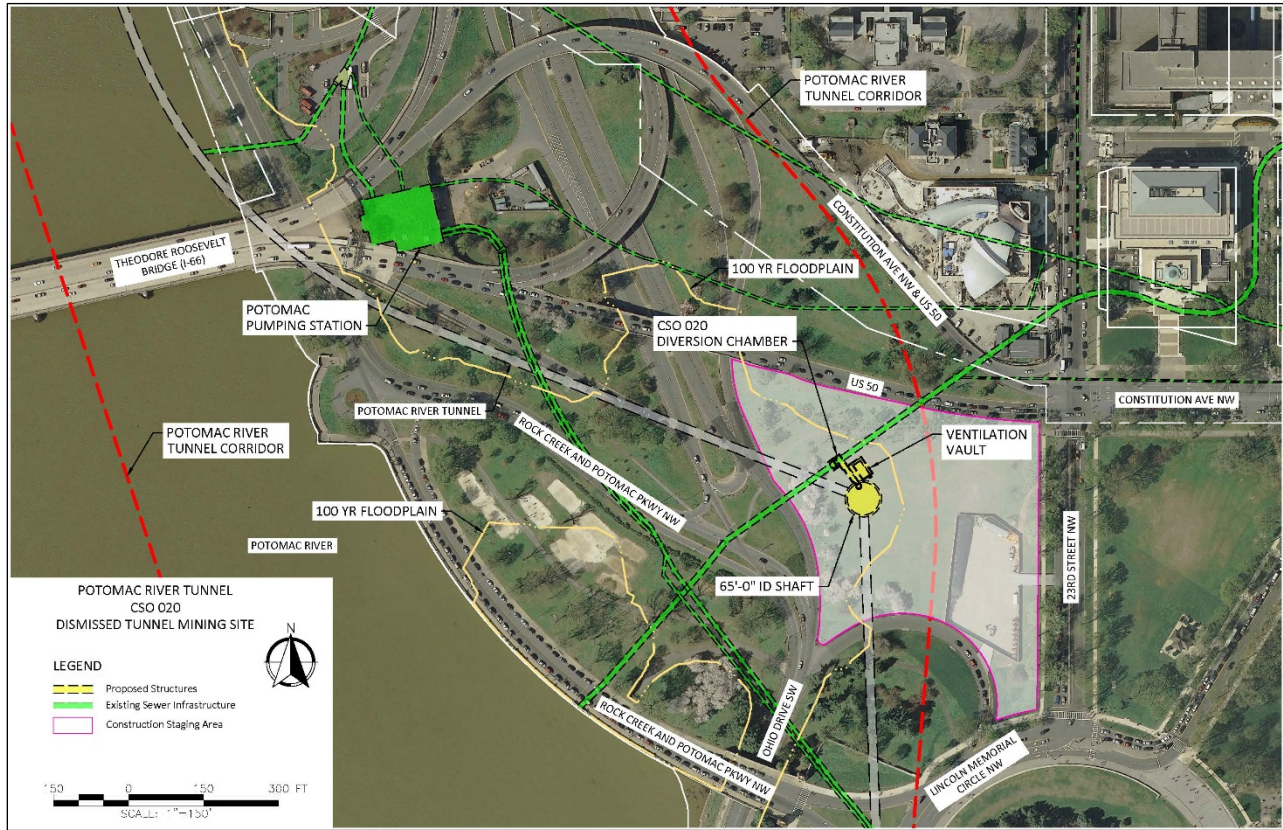 POTOMAC RIVER
TUNNEL CORRIDOR
THEODORE ROOSEVELT
BRIDGE (I-66)
POTOMAC
PUMPING STATION
100 YR FLOODPLAIN
CONSTITUTION AVE NW & US 50
CSO 020
DIVERSION CHAMBER
US 50
CONSTITUTION AVE NW
POTOMAC RIVER TUNNEL
ROCK CREEK AND POTOMAC PKWY NW
VENTILATION
VAULT
POTOMAC RIVER
TUNNEL CORRIDOR
100 YR FLOODPLAIN
POTOMAC RIVER
65'-0" ID SHAFT
23RD STREET NW
OHIO DRIVE SW
ROCK CREEK AND POTOMAC PKWY NW
LINCOLN MEMORIAL
CIRCLE NW
POTOMAC RIVER TUNNEL
CSO 020
DISMISSED TUNNEL MINING SITE
N
LEGEND
Proposed Structures
Existing Sewer Infrastructure
Construction Staging Area
150 0 150 300 FT
SCALE: 1"=150'